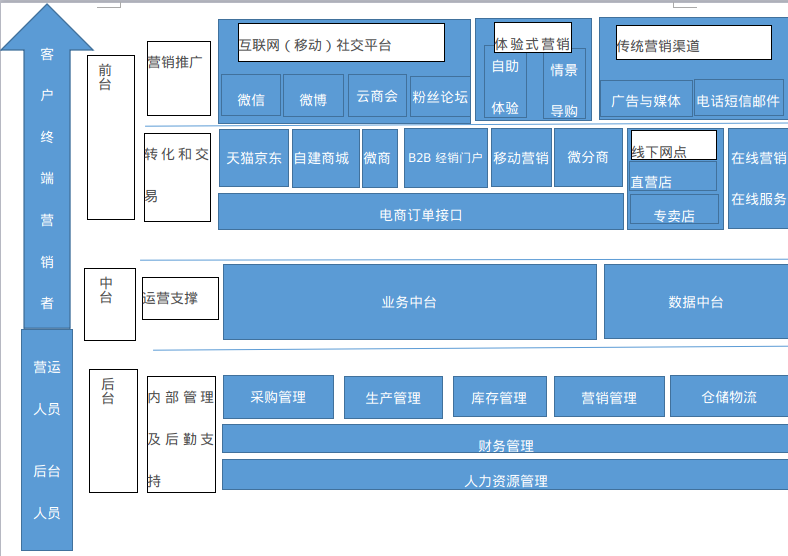 客
户
终
端
营
销
者
营运
人员
后台
人员
前
台
营销推广
互联网（移动）社交平台
微信
微博
云商会
粉丝论坛
体验式营销
自助
体验
情景
导购
传统营销渠道
广告与媒体
电话短信邮件
转化和交
易
天猫京东
自建商城
微商
B2B 经销门户
移动营销
微分商
电商订单接口
线下网点
直营店
专卖店
在线营销
在线服务
中
台
运营支撑
业务中台
数据中台
后
台
内部管理
及后勤支
持
采购管理
生产管理
库存管理
营销管理
仓储物流
财务管理
人力资源管理